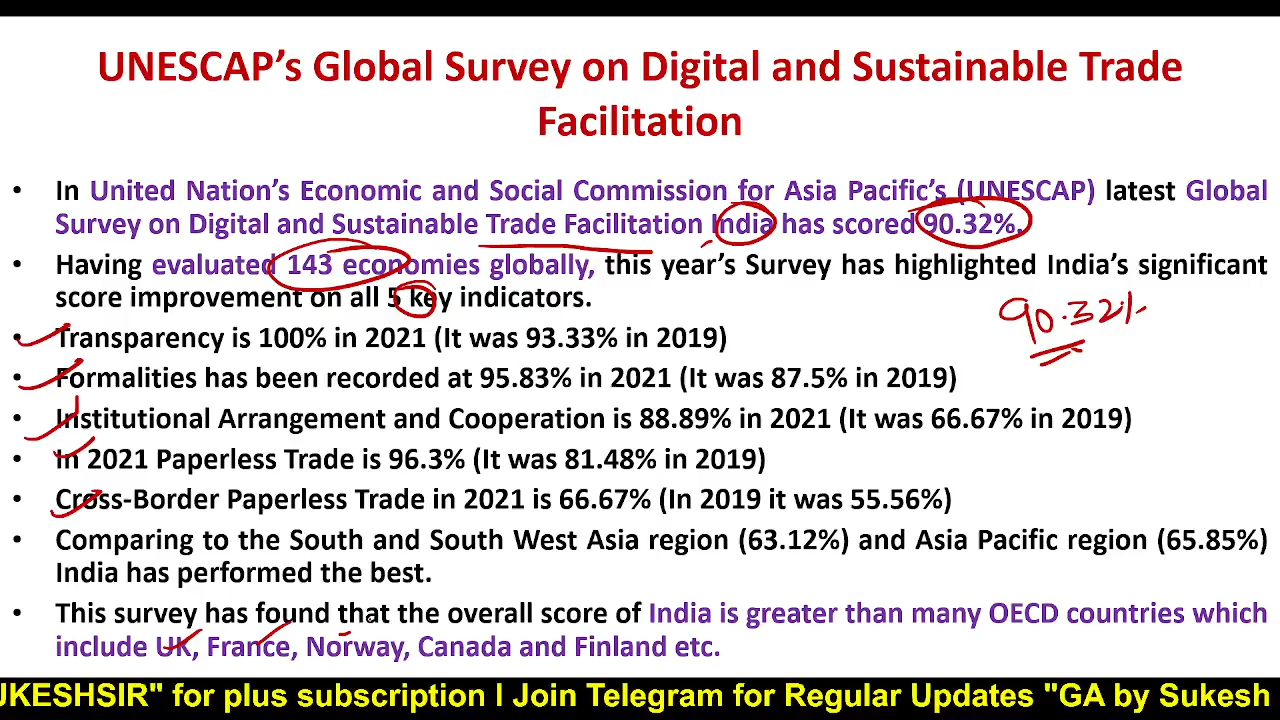 UNESCAP’s Global Survey on Digital and Sustainable Trade
Facilitation
• In United Nation’s Economic and Social Commission for Asia Pacific’s (UNESCAP) latest Global
Survey on Digital and Sustainable Trade Facilitation India has scored 90.32%.
• Having evaluated 143 economies globally, this year’s Survey has highlighted India’s significant
score improvement on all 5 key indicators.
90.32%
• Transparency is 100% in 2021 (It was 93.33% in 2019)
• Formalities has been recorded at 95.83% in 2021 (It was 87.5% in 2019)
• Institutional Arrangement and Cooperation is 88.89% in 2021 (It was 66.67% in 2019)
• In 2021 Paperless Trade is 96.3% (It was 81.48% in 2019)
• Cross-Border Paperless Trade in 2021 is 66.67% (In 2019 it was 55.56%)
• Comparing to the South and South West Asia region (63.12%) and Asia Pacific region (65.85%)
India has performed the best.
• This survey has found that the overall score of India is greater than many OECD countries which
include UK, France, Norway, Canada and Finland etc.
UKESHSIR" for plus subscription I Join Telegram for Regular Updates "GA by Sukesh